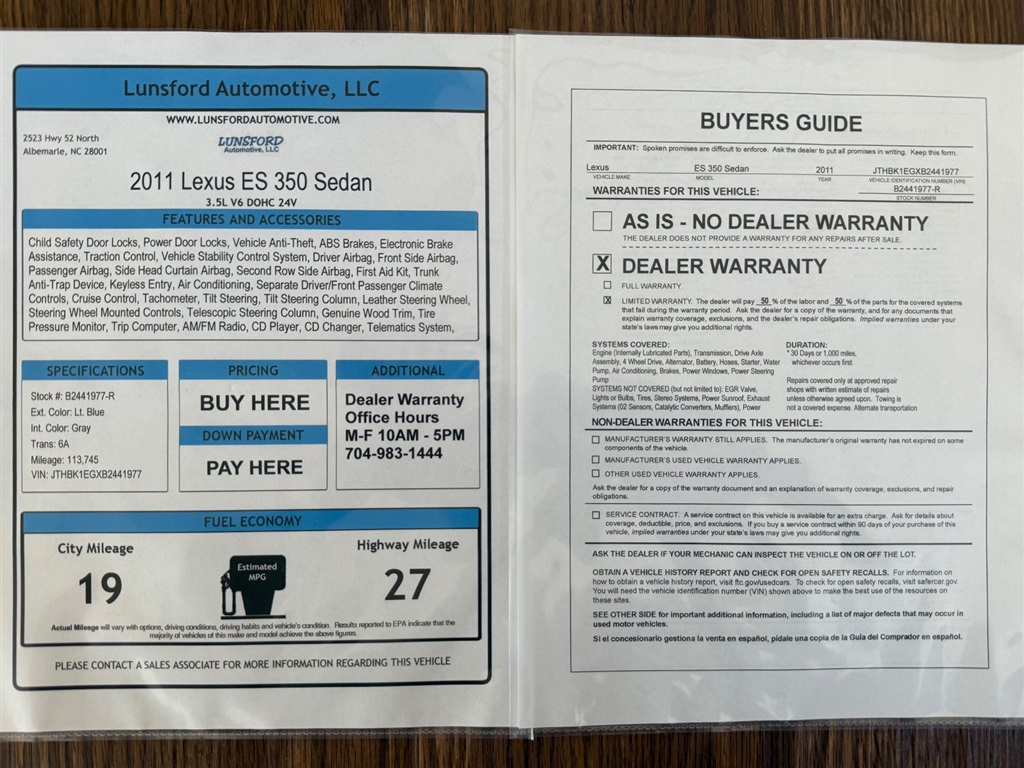 Lunsford Automotive, LLC
WWW.LUNSFORDAUTOMOTIVE.COM
2523 Hwy 52 North
Albemarle, NC 28001
LUNSFORD
Automotive, LLC
2011 Lexus ES 350 Sedan
3.5L V6 DOHC 24V
FEATURES AND ACCESSORIES
Child Safety Door Locks, Power Door Locks, Vehicle Anti-Theft, ABS Brakes, Electronic Brake
Assistance, Traction Control, Vehicle Stability Control System, Driver Airbag, Front Side Airbag,
Passenger Airbag, Side Head Curtain Airbag, Second Row Side Airbag, First Aid Kit, Trunk
Anti-Trap Device, Keyless Entry, Air Conditioning, Separate Driver/Front Passenger Climate
Controls, Cruise Control, Tachometer, Tilt Steering, Tilt Steering Column, Leather Steering Wheel,
Steering Wheel Mounted Controls, Telescopic Steering Column, Genuine Wood Trim, Tire
Pressure Monitor, Trip Computer, AM/FM Radio, CD Player, CD Changer, Telematics System,
SPECIFICATIONS
Stock #: B2441977-R
Ext. Color: Lt. Blue
Int. Color: Gray
Trans: 6A
Mileage: 113,745
VIN: JTHBK1EGXB2441977
PRICING
BUY HERE
DOWN PAYMENT
PAY HERE
ADDITIONAL
Dealer Warranty
Office Hours
M-F 10AM - 5PM
704-983-1444
FUEL ECONOMY
City Mileage
19
Estimated
MPG
Highway Mileage
27
Actual Mileage will vary with options, driving conditions, driving habits and vehicle's condition. Results reported to EPA indicate that the
majority of vehicles of this make and model achieve the above figures.
PLEASE CONTACT A SALES ASSOCIATE FOR MORE INFORMATION REGARDING THIS VEHICLE
BUYERS GUIDE
IMPORTANT: Spoken promises are difficult to enforce. Ask the dealer to put all promises in writing. Keep this form.
Lexus ES 350 Sedan 2011 JTHBK1EGXB2441977
VEHICLE MAKE MODEL YEAR VEHICLE IDENTIFICATION NUMBER (VIN)
B2441977-R
STOCK NUMBER
WARRANTIES FOR THIS VEHICLE:
AS IS - NO DEALER WARRANTY
THE DEALER DOES NOT PROVIDE A WARRANTY FOR ANY REPAIRS AFTER SALE.
X DEALER WARRANTY
FULL WARRANTY.
X LIMITED WARRANTY. The dealer will pay 50 % of the labor and 50 % of the parts for the covered systems
that fail during the warranty period. Ask the dealer for a copy of the warranty, and for any documents that
explain warranty coverage, exclusions, and the dealer's repair obligations. Implied warranties under your
state's laws may give you additional rights.
SYSTEMS COVERED:
Engine (Internally Lubricated Parts), Transmission, Drive Axle
Assembly, 4 Wheel Drive, Alternator, Battery, Hoses, Starter, Water
Pump, Air Conditioning, Brakes, Power Windows, Power Steering
Pump
SYSTEMS NOT COVERED (but not limited to): EGR Valve,
Lights or Bulbs, Tires, Stereo Systems, Power Sunroof, Exhaust
Systems (02 Sensors, Catalytic Converters, Mufflers), Power
DURATION:
* 30 Days or 1,000 miles,
whichever occurs first.
Repairs covered only at approved repair
shops with written estimate of repairs
unless otherwise agreed upon. Towing is
not a covered expense. Alternate transportation
NON-DEALER WARRANTIES FOR THIS VEHICLE:
MANUFACTURER'S WARRANTY STILL APPLIES. The manufacturer's original warranty has not expired on some
components of the vehicle.
MANUFACTURER'S USED VEHICLE WARRANTY APPLIES.
OTHER USED VEHICLE WARRANTY APPLIES.
Ask the dealer for a copy of the warranty document and an explanation of warranty coverage, exclusions, and repair
obligations.
SERVICE CONTRACT. A service contract on this vehicle is available for an extra charge. Ask for details about
coverage, deductible, price, and exclusions. If you buy a service contract within 90 days of your purchase of this
vehicle, implied warranties under your state's laws may give you additional rights.
ASK THE DEALER IF YOUR MECHANIC CAN INSPECT THE VEHICLE ON OR OFF THE LOT.
OBTAIN A VEHICLE HISTORY REPORT AND CHECK FOR OPEN SAFETY RECALLS. For information on
how to obtain a vehicle history report, visit ftc.gov/usedcars. To check for open safety recalls, visit safercar.gov.
You will need the vehicle identification number (VIN) shown above to make the best use of the resources on
these sites.
SEE OTHER SIDE for important additional information, including a list of major defects that may occur in
used motor vehicles.
Si el concesionario gestiona la venta en español, pídale una copia de la Guía del Comprador en español.